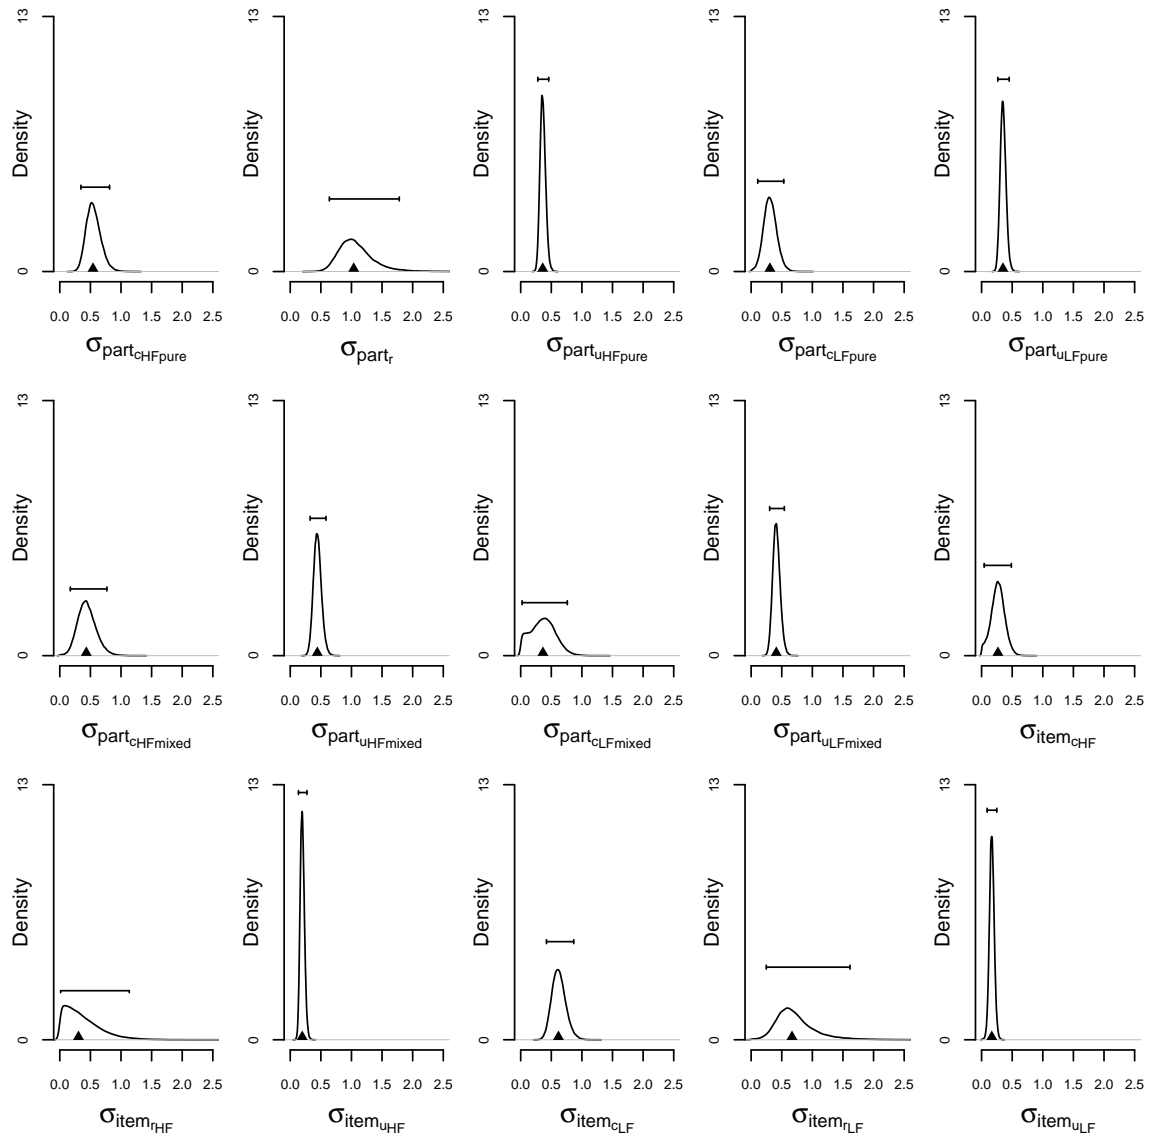 13 13 13 13 13
Density Density Density Density Density
0 0 0 0 0
0.0 0.5 1.0 1.5 2.0 2.5 0.0 0.5 1.0 1.5 2.0 2.5 0.0 0.5 1.0 1.5 2.0 2.5 0.0 0.5 1.0 1.5 2.0 2.5 0.0 0.5 1.0 1.5 2.0 2.5
σpartcHFpure σpartr σpartuHFpure σpartcLFpure σpartuLFpure
13 13 13 13 13
Density Density Density Density Density
0 0 0 0 0
0.0 0.5 1.0 1.5 2.0 2.5 0.0 0.5 1.0 1.5 2.0 2.5 0.0 0.5 1.0 1.5 2.0 2.5 0.0 0.5 1.0 1.5 2.0 2.5 0.0 0.5 1.0 1.5 2.0 2.5
σpartcHFmixed σpartuHFmixed σpartcLFmixed σpartuLFmixed σitemcHF
13 13 13 13 13
Density Density Density Density Density
0 0 0 0 0
0.0 0.5 1.0 1.5 2.0 2.5 0.0 0.5 1.0 1.5 2.0 2.5 0.0 0.5 1.0 1.5 2.0 2.5 0.0 0.5 1.0 1.5 2.0 2.5 0.0 0.5 1.0 1.5 2.0 2.5
σitemrHF σitemuHF σitemcLF σitemrLF σitemuLF